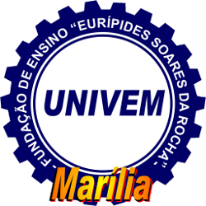 FUNDAÇÃO DE ENSINO "EURÍPIDES SOARES DA ROCHA"
UNIVEM
Marília